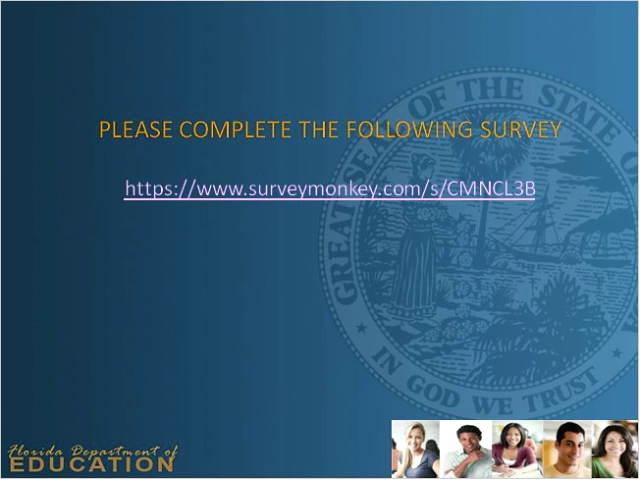 GREAT SEAL OF THE STATE OF
PLEASE COMPLETE THE FOLLOWING SURVEY
https://www.surveymonkey.com/s/CMNCL3B
IN GOD WE TRUST
Florida Department of
EDUCATION